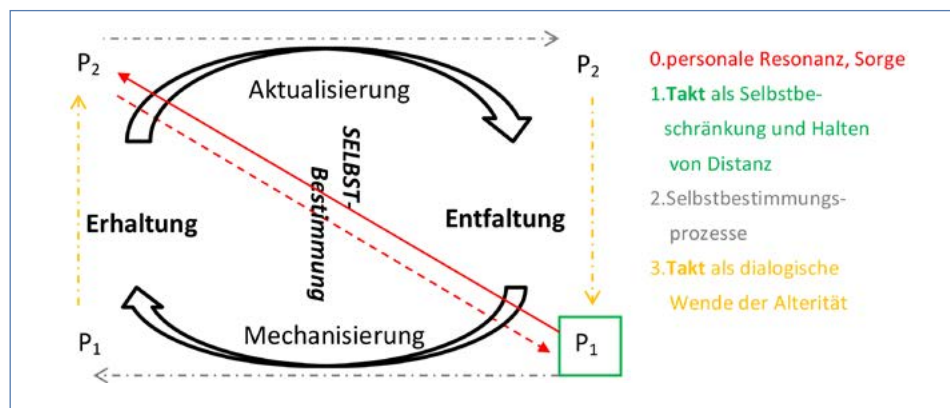 P2
P2
Aktualisierung
SELBST-
Bestimmung
Erhaltung
Entfaltung
P1
Mechanisierung
P1
0.personale Resonanz, Sorge
1.Takt als Selbstbe-
schränkung und Halten
von Distanz
2.Selbstbestimmungs-
prozesse
3.Takt als dialogische
Wende der Alterität